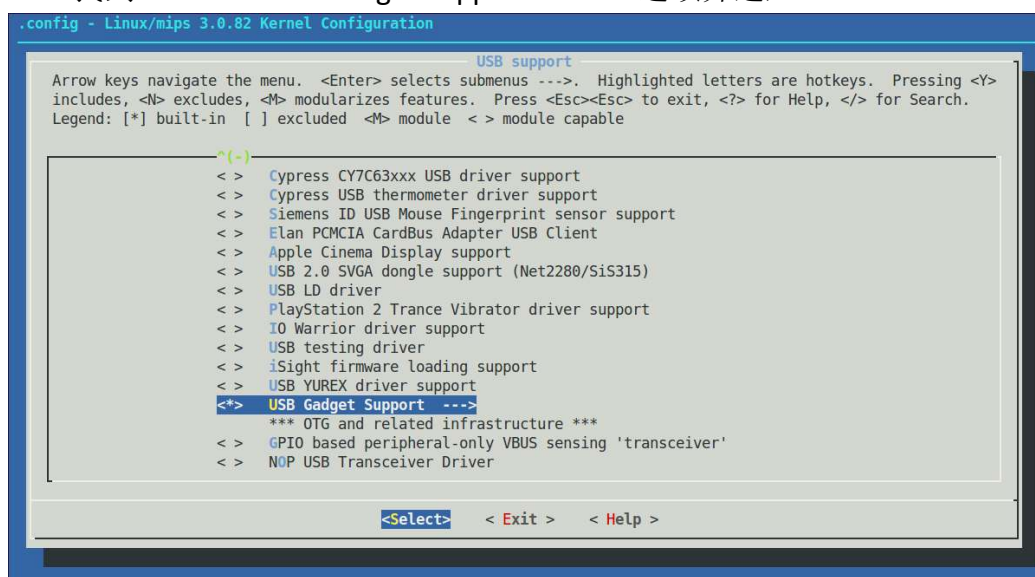 .config - Linux/mips 3.0.82 Kernel Configuration
USB support
Arrow keys navigate the menu. <Enter> selects submenus --->. Highlighted letters are hotkeys. Pressing <Y>
includes, <N> excludes, <M> modularizes features. Press <Esc><Esc> to exit, <?> for Help, </> for Search.
Legend: [*] built-in [ ] excluded <M> module < > module capable
^(-)
< > Cypress CY7C63xxx USB driver support
< > Cypress USB thermometer driver support
< > Siemens ID USB Mouse Fingerprint sensor support
< > Elan PCMCIA CardBus Adapter USB Client
< > Apple Cinema Display support
< > USB 2.0 SVGA dongle support (Net2280/SiS315)
< > USB LD driver
< > PlayStation 2 Trance Vibrator driver support
< > IO Warrior driver support
< > USB testing driver
< > iSight firmware loading support
< > USB YUREX driver support
<*> USB Gadget Support --->
*** OTG and related infrastructure ***
< > GPIO based peripheral-only VBUS sensing 'transceiver'
< > NOP USB Transceiver Driver
<Select> < Exit > < Help >